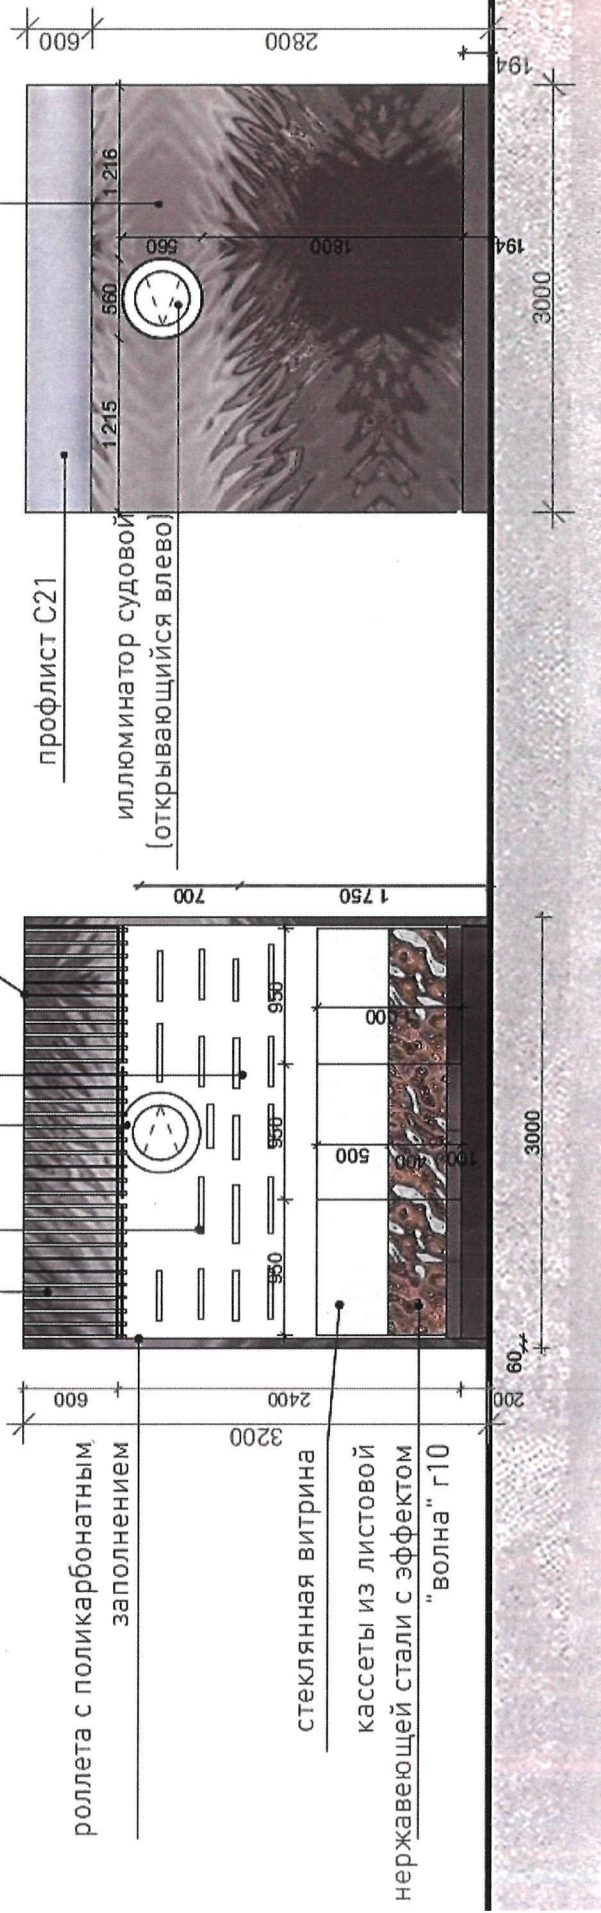 роллета с поликарбонатным
заполнением
стеклянная витрина
кассеты из листовой
нержавеющей стали с эффектом
"волна" г10
3200
600
2400
200
60
3000
950
950
950
500
400
100
600
700
1 750
профлист С21
иллюминатор судовой
(открывающийся влево)
1 215
560
1 216
560
1800
194
3000
600
2800
194